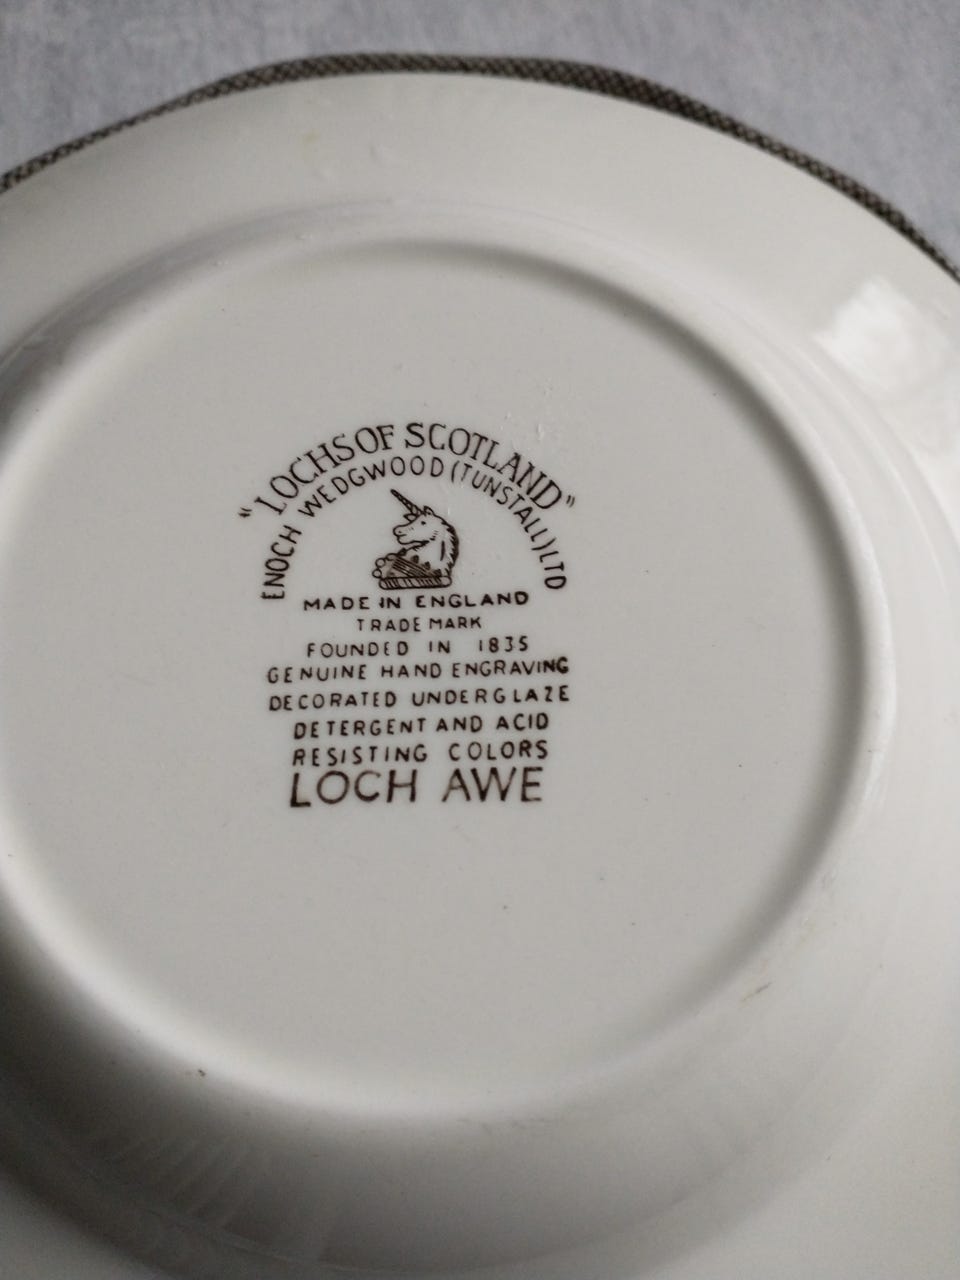 "LOCHS OF SCOTLAND"
ENOCH WEDGWOOD (TUNSTALL) LTD
MADE IN ENGLAND
TRADE MARK
FOUNDED IN 1835
GENUINE HAND ENGRAVING
DECORATED UNDERGLAZE
DETERGENT AND ACID
RESISTING COLORS
LOCH AWE